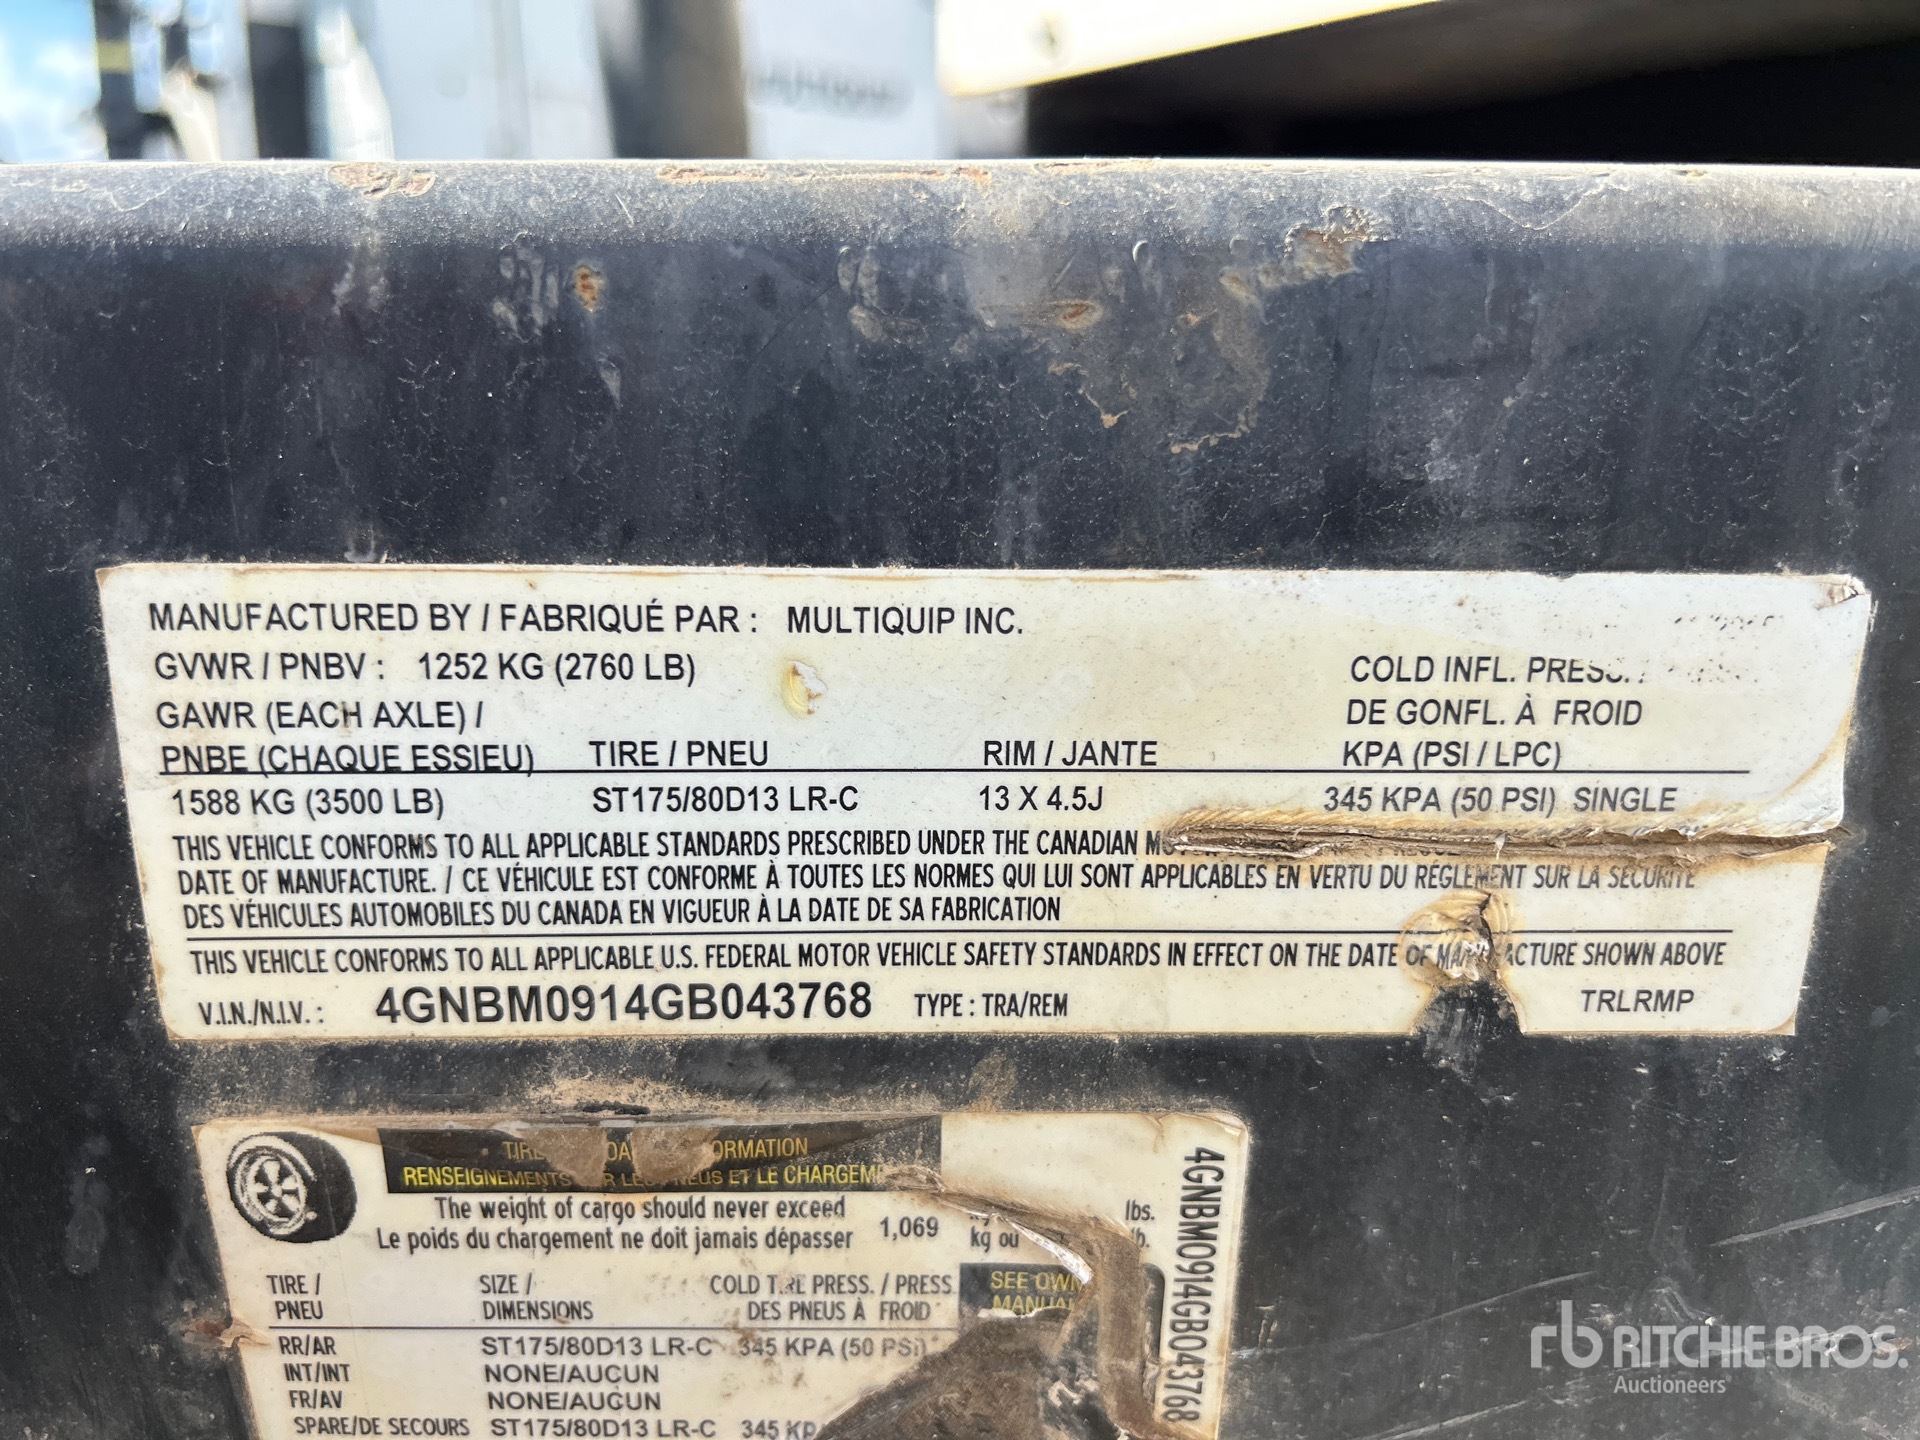 MANUFACTURED BY / FABRIQUÉ PAR : MULTIQUIP INC.
GVWR / PNBV : 1252 KG (2760 LB)
COLD INFL. PRESS. /
GAWR (EACH AXLE) /
DE GONFL. À FROID
PNBE (CHAQUE ESSIEU) TIRE / PNEU RIM / JANTE KPA (PSI / LPC)
1588 KG (3500 LB) ST175/80D13 LR-C 13 X 4.5J 345 KPA (50 PSI) SINGLE
THIS VEHICLE CONFORMS TO ALL APPLICABLE STANDARDS PRESCRIBED UNDER THE CANADIAN
DATE OF MANUFACTURE. / CE VÉHICULE EST CONFORME À TOUTES LES NORMES QUI LUI SONT APPLICABLES EN VERTU DU RÉGLEMENT SUR LA SÉCURITÉ
DES VÉHICULES AUTOMOBILES DU CANADA EN VIGUEUR À LA DATE DE SA FABRICATION
THIS VEHICLE CONFORMS TO ALL APPLICABLE U.S. FEDERAL MOTOR VEHICLE SAFETY STANDARDS IN EFFECT ON THE DATE OF MANUFACTURE SHOWN ABOVE
V.I.N./N.I.V. : 4GNBM0914GB043768 TYPE : TRA/REM TRLRMP
RENSEIGNEMENTS SUR LES PNEUS ET LE CHARGEM
The weight of cargo should never exceed
Le poids du chargement ne doit jamais dépasser 1,069 kg ou lbs.
TIRE / SIZE / COLD TIRE PRESS. / PRESS. SEE OWN
PNEU DIMENSIONS DES PNEUS À FROID MANUAL
RR/AR ST175/80D13 LR-C 345 KPA (50 PSI)
INT/INT NONE/AUCUN
FR/AV NONE/AUCUN
SPARE/DE SECOURS ST175/80D13 LR-C 345 KP
4GNBM0914GB043768
rb RITCHIE BROS.
Auctioneers